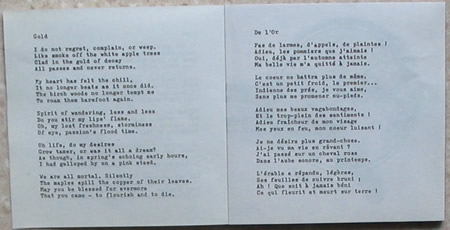 Gold
I do not regret, complain, or weep.
Like smoke off the white apple trees
Clad in the gold of decay
All passes and never returns.
My heart has felt the chill,
It no longer beats as it once did.
The birch woods no longer tempt me
To roam them barefoot again.
Spirit of wandering, less and less
Do you stir my lips' flame,
Oh, my lost freshness, storminess
Of eye, passion's flood time.
Oh life, do my desires
Grow tamer, or was it all a dream?
As though, in spring's echoing early hours,
I had galloped by on a pink steed.
We are all mortal. Silently
The maples spill the copper of their leaves.
May you be blessed for evermore
That you came - to flourish and to die.
De l'Or
Pas de larmes, d'appels, de plaintes !
Adieu, les pommiers que j'aimais !
Oui, déjà par l'automne atteinte
Ma belle vie m'a quitté à jamais.
Le coeur ne battra plus de même,
C'est un petit froid, le premier...
Indienne des prés, je vous aime,
Sans plus me promener nu-pieds.
Adieu mes beaux vagabondages,
Et le trop-plein des sentiments !
Adieu fraîcheur de mon visage
Mes yeux en feu, mon coeur luisant !
Je ne désire plus grand-chose.
Ai-je vu ma vie en rêvant ?
J'ai passé sur un cheval rose
Dans l'aube sonore, au printemps.
L'érable a répandu, légères,
Ses feuilles de cuivre bruni ;
Ah ! Que soit à jamais béni
Ce qui fleurit et meurt sur terre !